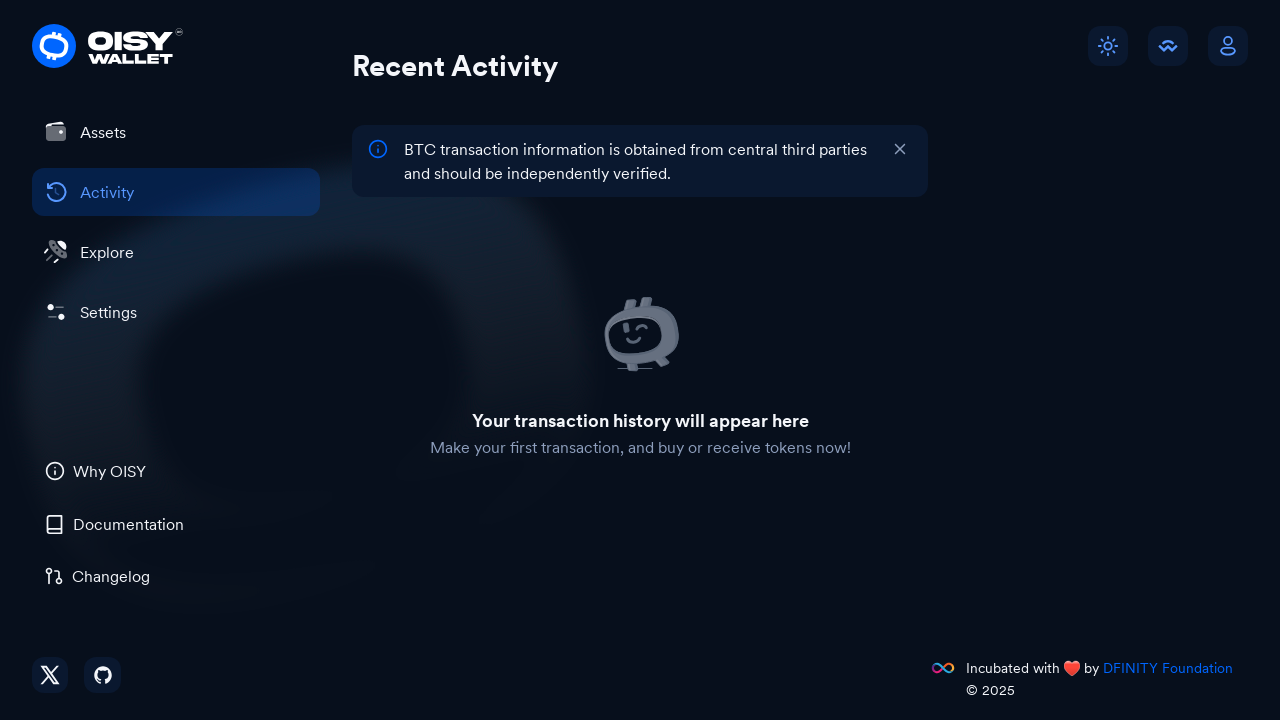 OISY
WALLET
Recent Activity
Assets
BTC transaction information is obtained from central third parties
and should be independently verified.
Activity
Explore
Settings
Your transaction history will appear here
Make your first transaction, and buy or receive tokens now!
Why OISY
Documentation
Changelog
Incubated with ❤️ by DFINITY Foundation
© 2025